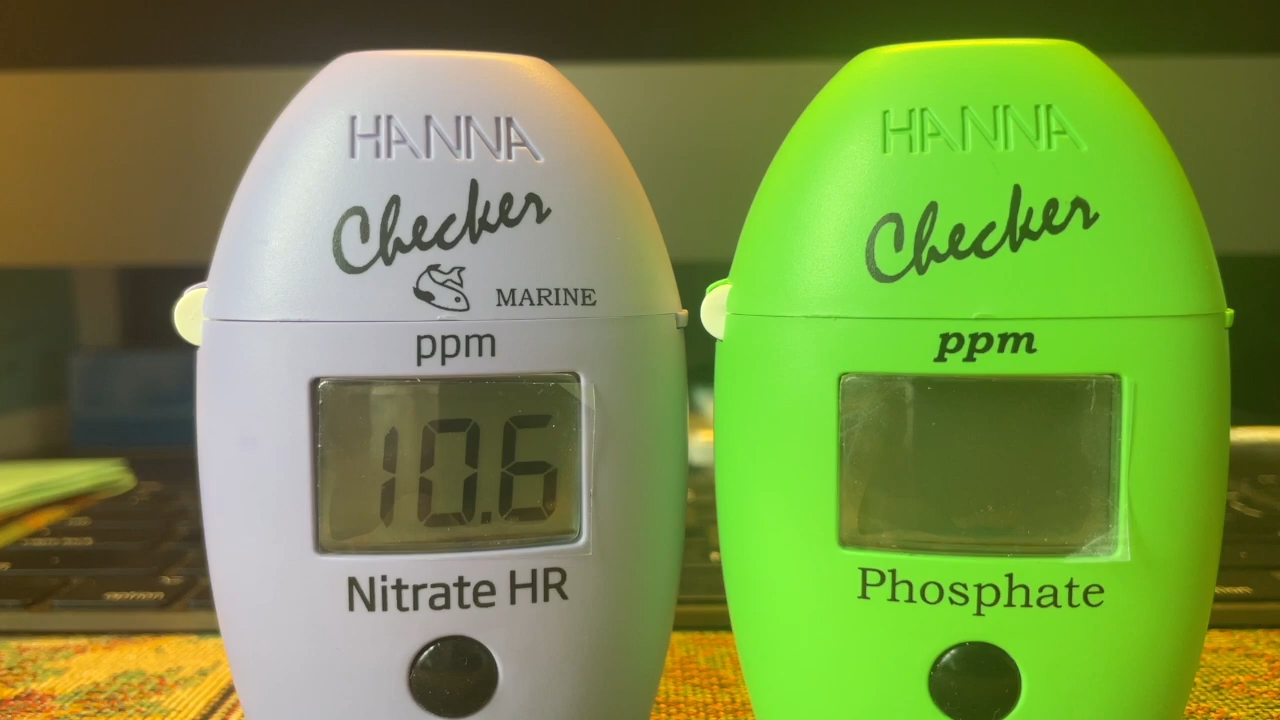 HANNA
Checker
MARINE
ppm
10.6
Nitrate HR
HANNA
Checker
ppm
Phosphate